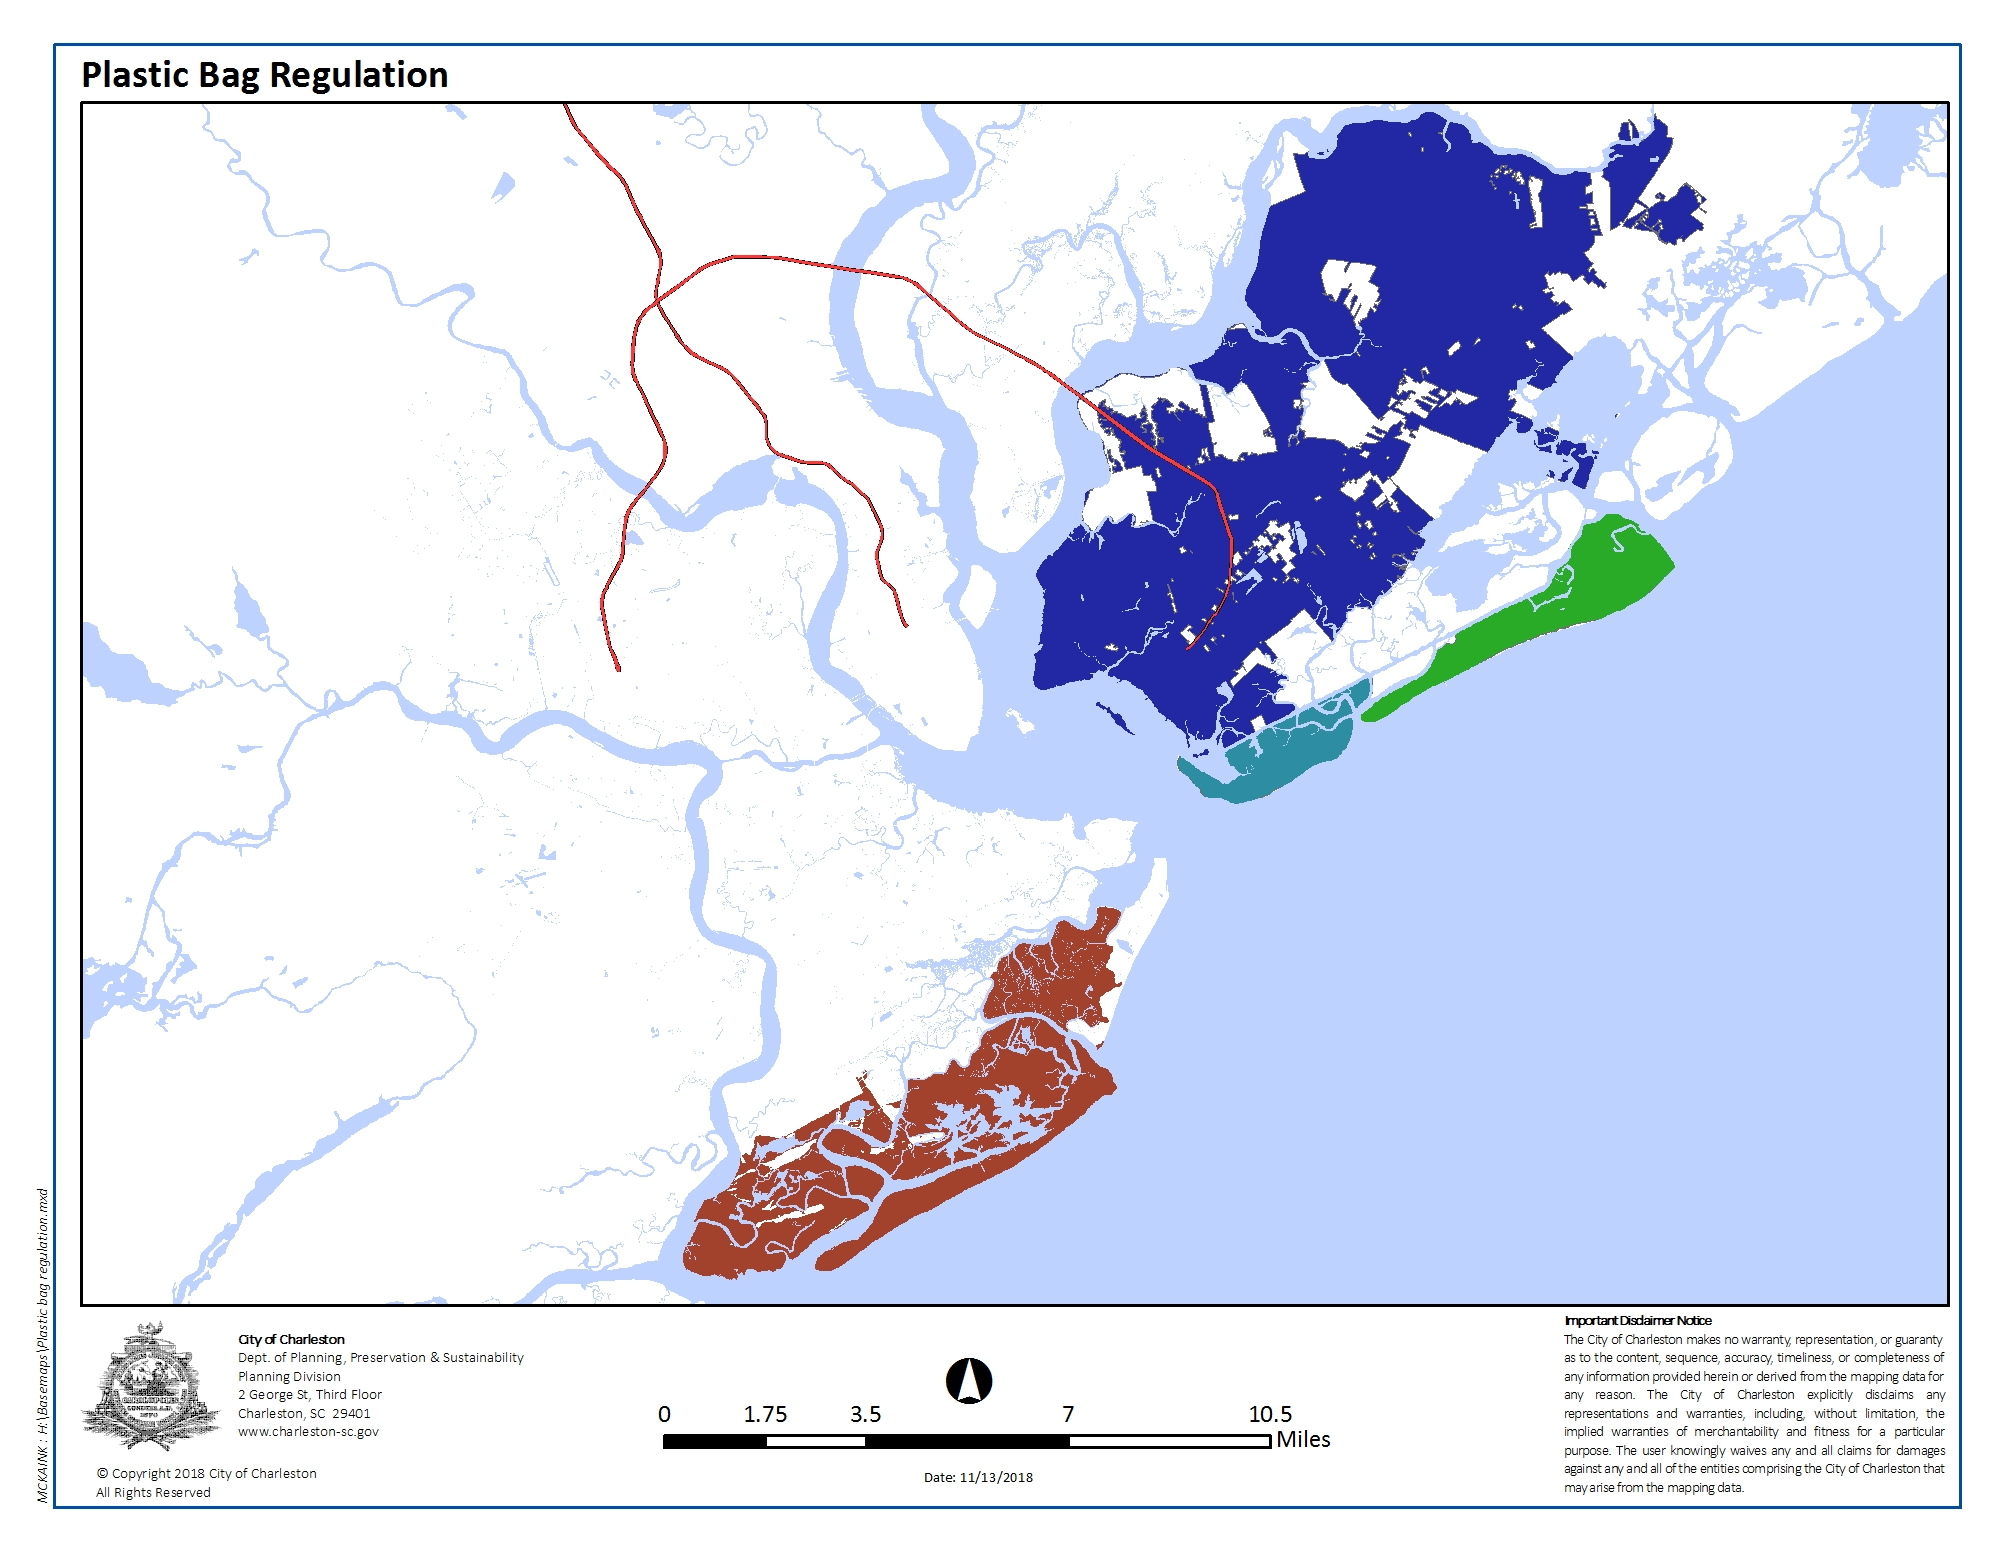 Plastic Bag Regulation
MCKAINK : H:\Basemaps\Plastic bag regulation.mxd
City of Charleston
Dept. of Planning, Preservation & Sustainability
Planning Division
2 George St, Third Floor
Charleston, SC 29401
www.charleston-sc.gov
© Copyright 2018 City of Charleston
All Rights Reserved
0 1.75 3.5 7 10.5
Miles
Date: 11/13/2018
Important Disclaimer Notice
The City of Charleston makes no warranty, representation, or guaranty
as to the content, sequence, accuracy, timeliness, or completeness of
any information provided herein or derived from the mapping data for
any reason. The City of Charleston explicitly disclaims any
representations and warranties, including, without limitation, the
implied warranties of merchantability and fitness for a particular
purpose. The user knowingly waives any and all claims for damages
against any and all of the entities comprising the City of Charleston that
may arise from the mapping data.